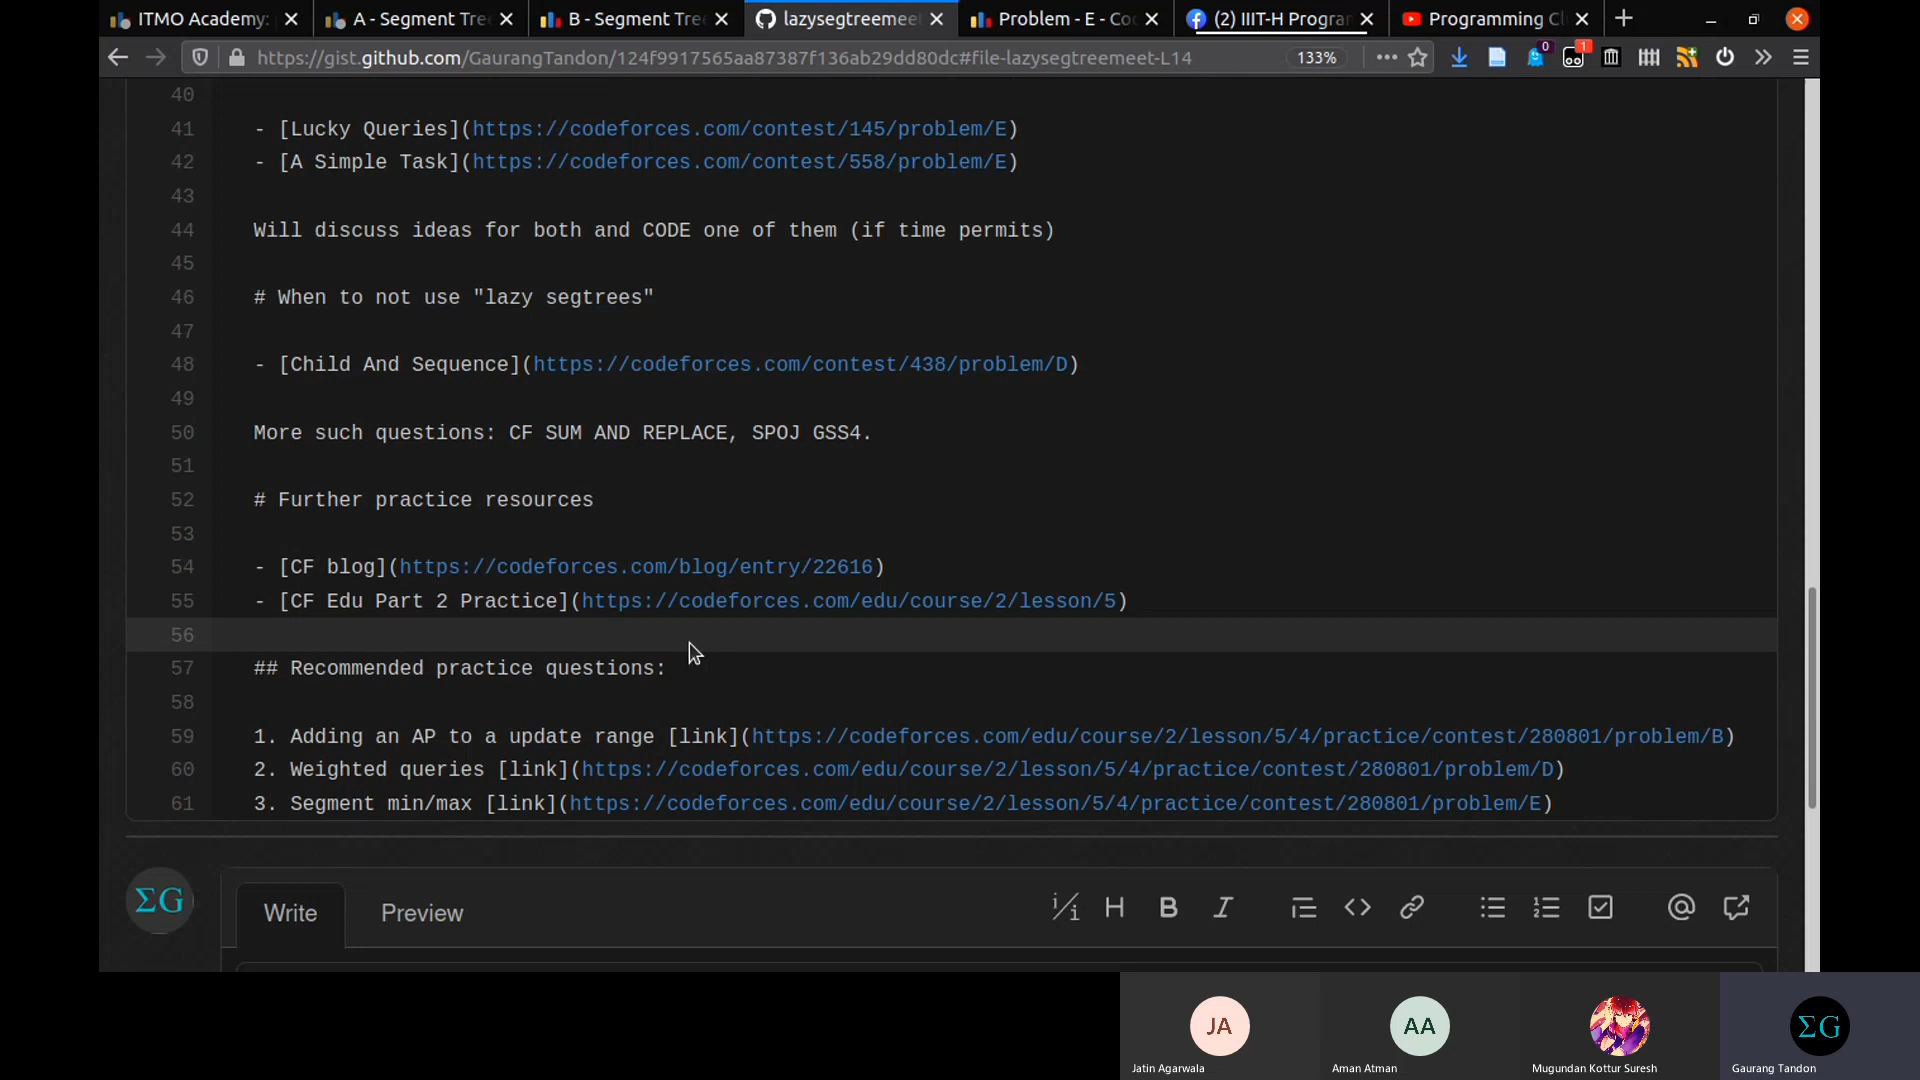 ITMO Academy:
A - Segment Tre
B - Segment Tre
lazysegtreemee
Problem - E - Co
(2) IIIT-H Progra
Programming Cl
https://gist.github.com/GaurangTandon/124f9917565aa87387f136ab29dd80dc#file-lazysegtreemeet-L14
133%
0
1
40
41 - [Lucky Queries](https://codeforces.com/contest/145/problem/E)
42 - [A Simple Task](https://codeforces.com/contest/558/problem/E)
43
44 Will discuss ideas for both and CODE one of them (if time permits)
45
46 # When to not use "lazy segtrees"
47
48 - [Child And Sequence](https://codeforces.com/contest/438/problem/D)
49
50 More such questions: CF SUM AND REPLACE, SPOJ GSS4.
51
52 # Further practice resources
53
54 - [CF blog](https://codeforces.com/blog/entry/22616)
55 - [CF Edu Part 2 Practice](https://codeforces.com/edu/course/2/lesson/5)
56
57 ## Recommended practice questions:
58
59 1. Adding an AP to a update range [link](https://codeforces.com/edu/course/2/lesson/5/4/practice/contest/280801/problem/B)
60 2. Weighted queries [link](https://codeforces.com/edu/course/2/lesson/5/4/practice/contest/280801/problem/D)
61 3. Segment min/max [link](https://codeforces.com/edu/course/2/lesson/5/4/practice/contest/280801/problem/E)
ΣG
Write
Preview
JA
AA
ΣG
Jatin Agarwala
Aman Atman
Mugundan Kottur Suresh
Gaurang Tandon